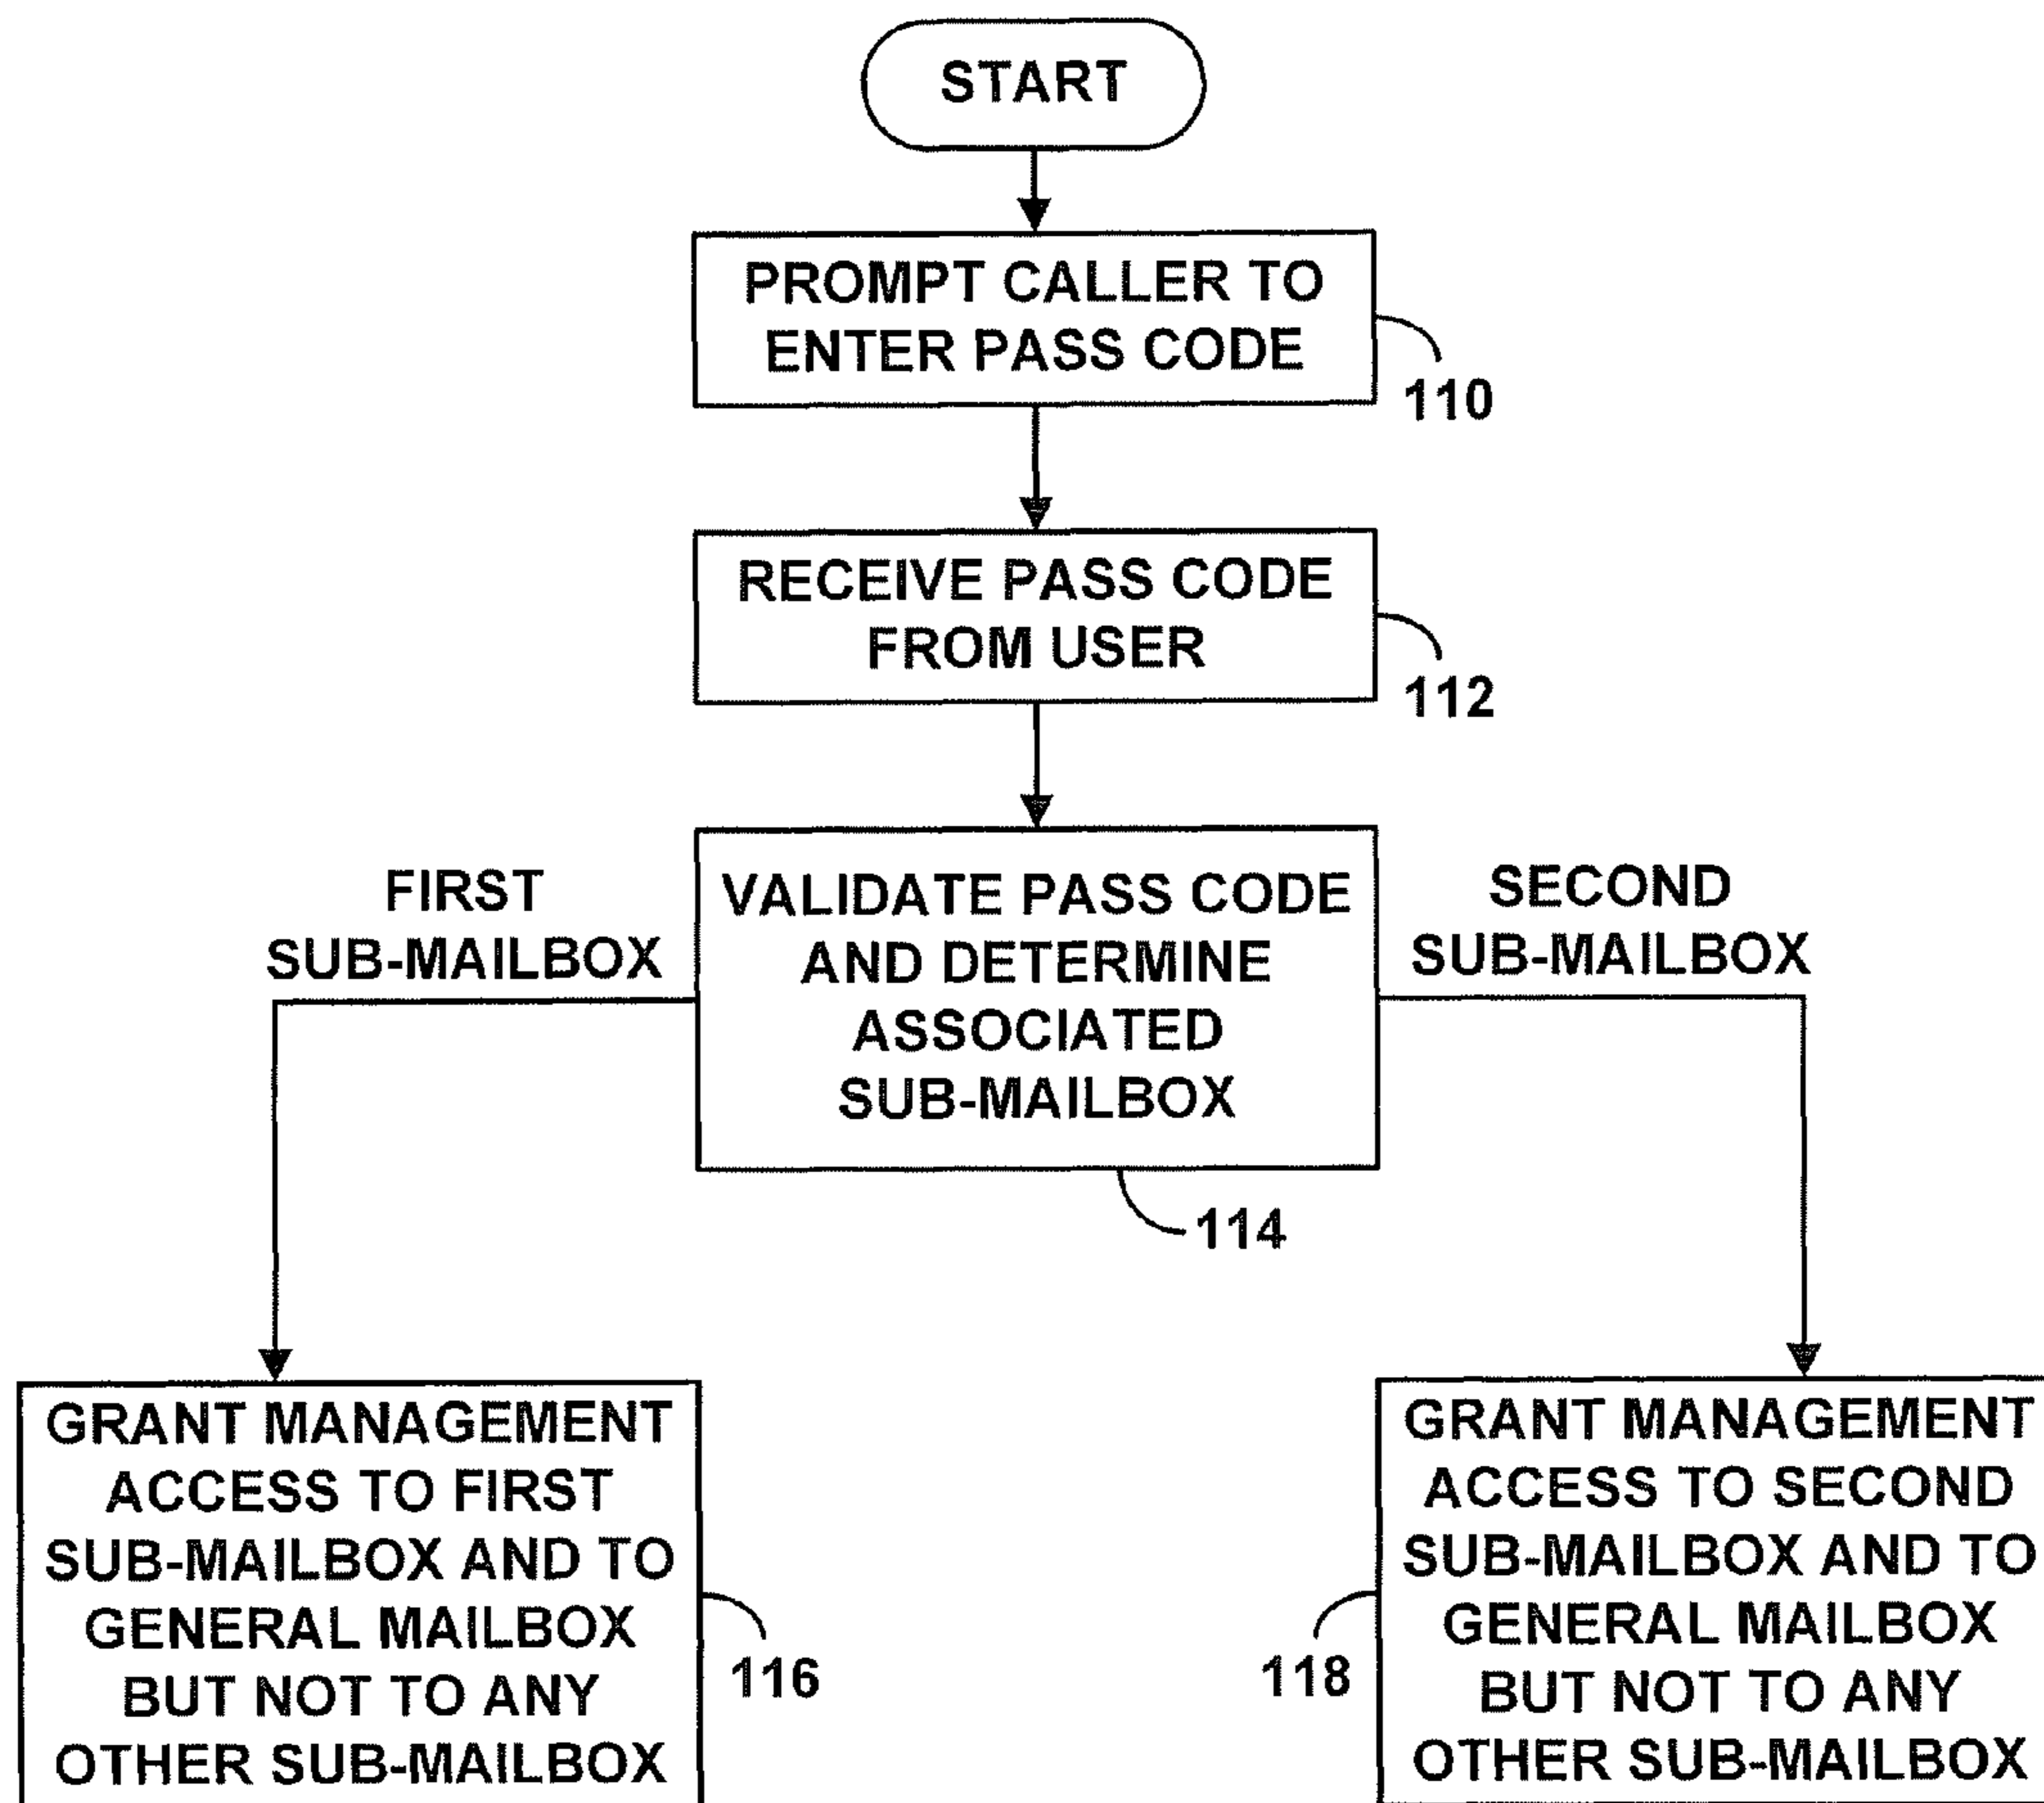 START
PROMPT CALLER TO
ENTER PASS CODE
110
RECEIVE PASS CODE
FROM USER
112
FIRST
SUB-MAILBOX
VALIDATE PASS CODE
AND DETERMINE
ASSOCIATED
SUB-MAILBOX
SECOND
SUB-MAILBOX
114
GRANT MANAGEMENT
ACCESS TO FIRST
SUB-MAILBOX AND TO
GENERAL MAILBOX
BUT NOT TO ANY
OTHER SUB-MAILBOX
116
GRANT MANAGEMENT
ACCESS TO SECOND
SUB-MAILBOX AND TO
GENERAL MAILBOX
BUT NOT TO ANY
OTHER SUB-MAILBOX
118